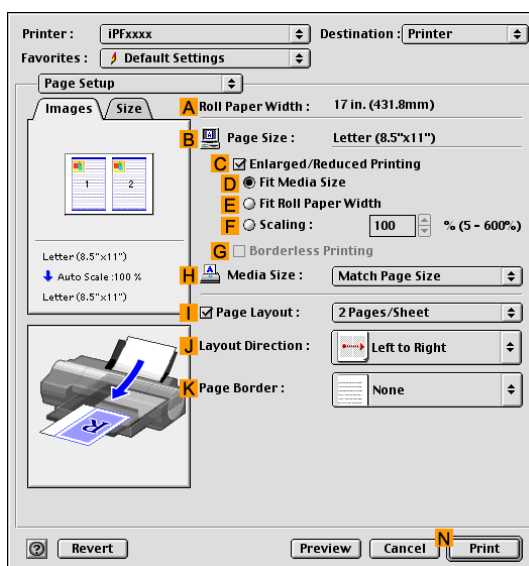 Printer : iPFxxxx Destination : Printer
Favorites : Default Settings
Page Setup
Images Size
A Roll Paper Width : 17 in. (431.8mm)
B Page Size : Letter (8.5"x11")
C Enlarged/Reduced Printing
D Fit Media Size
E Fit Roll Paper Width
F Scaling : 100 % (5 - 600%)
G Borderless Printing
H Media Size : Match Page Size
I Page Layout : 2 Pages/Sheet
J Layout Direction : Left to Right
K Page Border : None
1 2
Letter (8.5"x11")
Auto Scale :100 %
Letter (8.5"x11")
R
? Revert Preview Cancel N Print